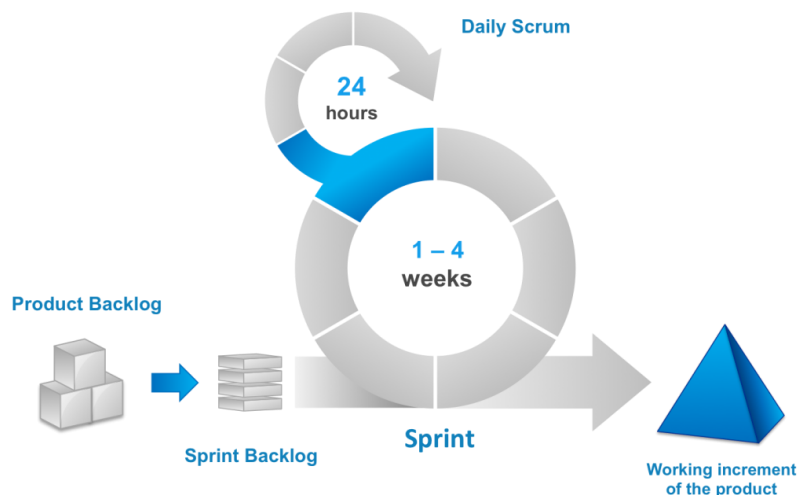 Daily Scrum
24
hours
1 – 4
weeks
Product Backlog
Sprint Backlog
Sprint
Working increment
of the product